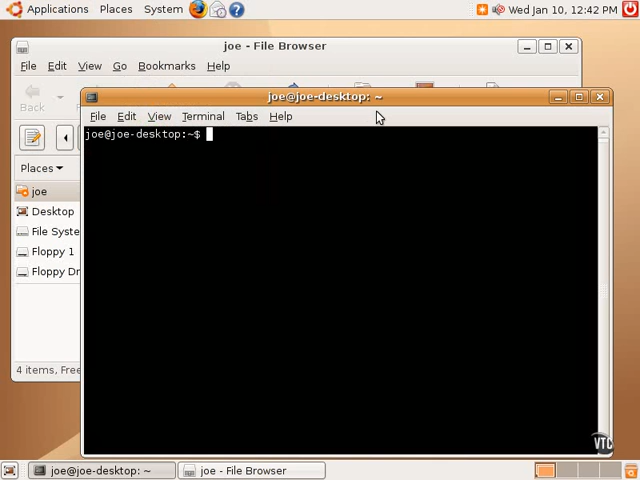 Applications Places System Wed Jan 10, 12:42 PM
joe - File Browser
File Edit View Go Bookmarks Help
Back
joe@joe-desktop: ~
File Edit View Terminal Tabs Help
joe@joe-desktop:~$
Places
joe
Desktop
File Syste
Floppy 1
Floppy Dr
4 items, Free
VTC
joe@joe-desktop: ~ joe - File Browser